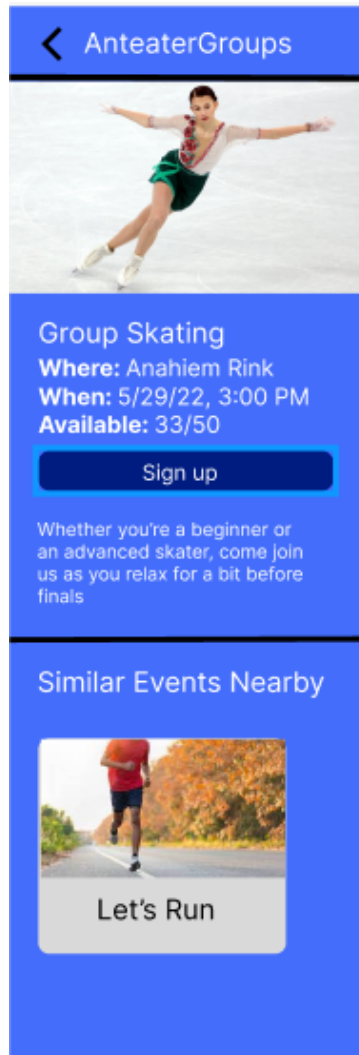 AnteaterGroups
Group Skating
Where: Anahiem Rink
When: 5/29/22, 3:00 PM
Available: 33/50
Sign up
Whether you're a beginner or
an advanced skater, come join
us as you relax for a bit before
finals
Similar Events Nearby
Let's Run